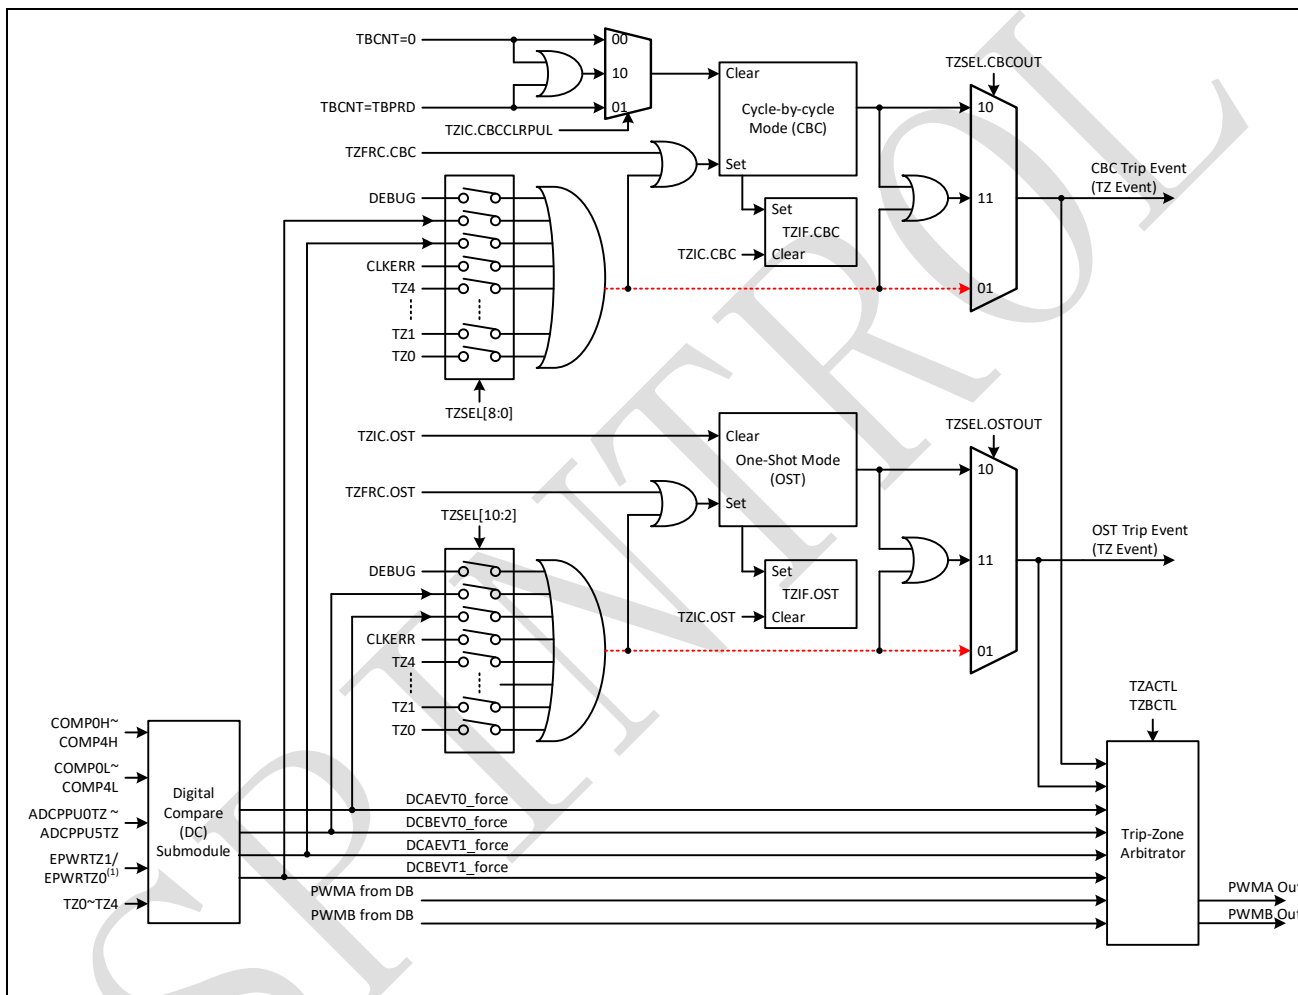 TBCNT=0
00
10
TBCNT=TBPRD
01
TZIC.CBCCLRPUL
TZFRC.CBC
Clear
Cycle-by-cycle
Mode (CBC)
Set
Set
TZIF.CBC
TZIC.CBC
Clear
TZSEL.CBCOUT
10
11
01
CBC Trip Event
(TZ Event)
DEBUG
CLKERR
TZ4
TZ1
TZ0
TZSEL[8:0]
TZIC.OST
TZFRC.OST
Clear
One-Shot Mode
(OST)
Set
Set
TZIF.OST
TZIC.OST
Clear
TZSEL.OSTOUT
10
11
01
OST Trip Event
(TZ Event)
TZSEL[10:2]
DEBUG
CLKERR
TZ4
TZ1
TZ0
COMP0H~
COMP4H
COMP0L~
COMP4L
ADCPPU0TZ ~
ADCPPU5TZ
EPWRTZ1/
EPWRTZ0(1)
TZ0~TZ4
Digital
Compare
(DC)
Submodule
DCAEVT0_force
DCBEVT0_force
DCAEVT1_force
DCBEVT1_force
PWMA from DB
PWMB from DB
TZACTL
TZBCTL
Trip-Zone
Arbitrator
PWMA Out
PWMB Out
SPINTROL